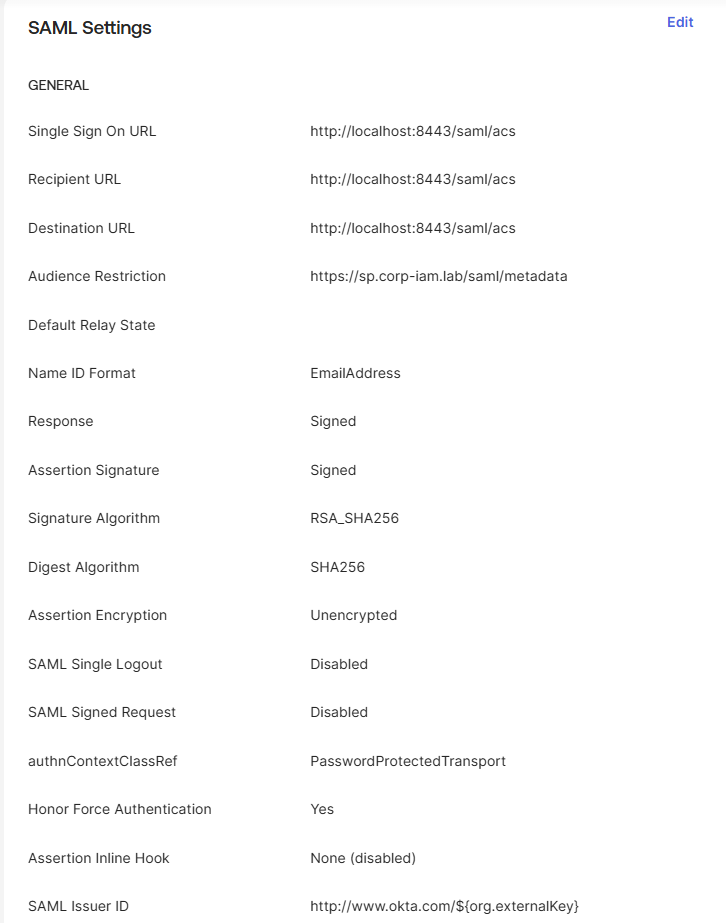 SAML Settings Edit
GENERAL
Single Sign On URL http://localhost:8443/saml/acs
Recipient URL http://localhost:8443/saml/acs
Destination URL http://localhost:8443/saml/acs
Audience Restriction https://sp.corp-iam.lab/saml/metadata
Default Relay State
Name ID Format EmailAddress
Response Signed
Assertion Signature Signed
Signature Algorithm RSA_SHA256
Digest Algorithm SHA256
Assertion Encryption Unencrypted
SAML Single Logout Disabled
SAML Signed Request Disabled
authnContextClassRef PasswordProtectedTransport
Honor Force Authentication Yes
Assertion Inline Hook None (disabled)
SAML Issuer ID http://www.okta.com/${org.externalKey}